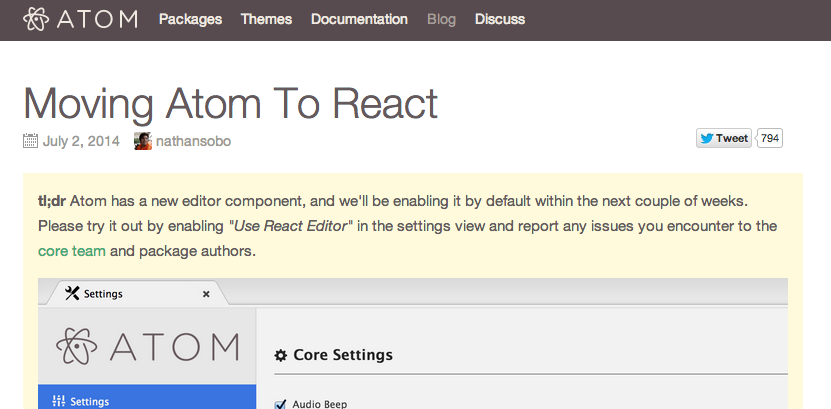 ATOM Packages Themes Documentation Blog Discuss
Moving Atom To React
July 2, 2014 nathansobo Tweet 794
tl;dr Atom has a new editor component, and we'll be enabling it by default within the next couple of weeks.
Please try it out by enabling "Use React Editor" in the settings view and report any issues you encounter to the
core team and package authors.
Settings ×
ATOM
Core Settings
Settings
Audio Beep